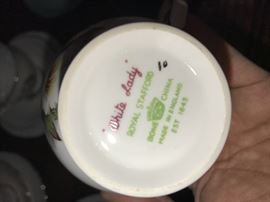 10
"White Lady"
ROYAL STAFFORD
BONE CHINA
MADE IN ENGLAND
EST 1845